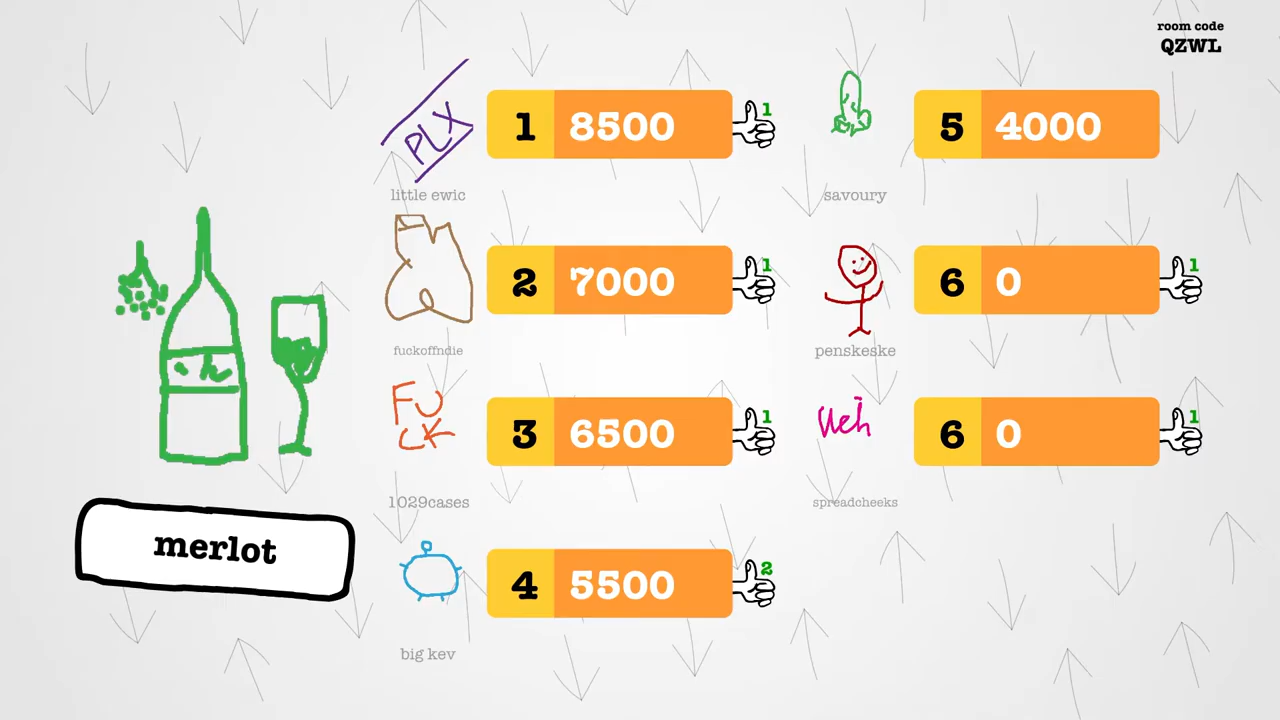 room code
QZWL
PLX
1 8500
1
little ewic
5 4000
savoury
2 7000
1
fuckoffndie
6 0
1
penskeske
FU
CK
3 6500
1
1029cases
6 0
1
spreadcheeks
merlot
4 5500
2
big kev